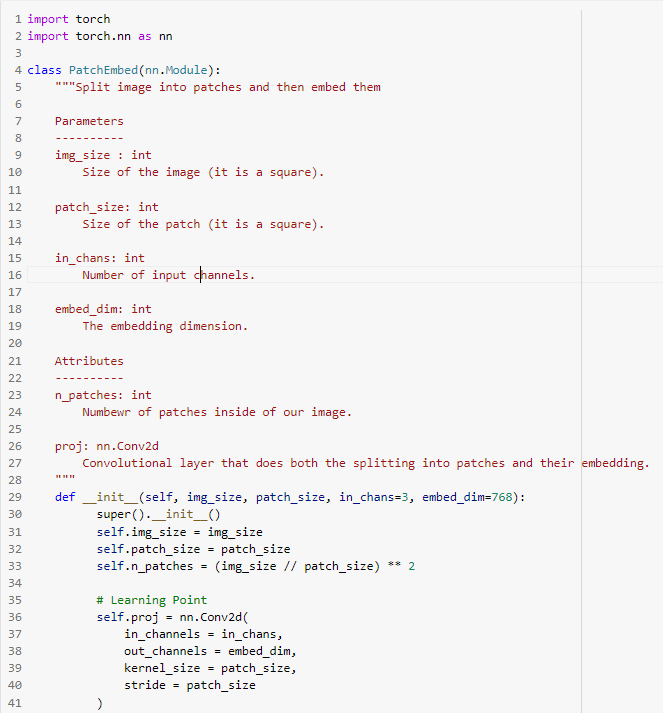 1 import torch
2 import torch.nn as nn
3
4 class PatchEmbed(nn.Module):
5     """Split image into patches and then embed them
6
7     Parameters
8     ----------
9     img_size : int
10         Size of the image (it is a square).
11
12     patch_size: int
13         Size of the patch (it is a square).
14
15     in_chans: int
16         Number of input channels.
17
18     embed_dim: int
19         The embedding dimension.
20
21     Attributes
22     ----------
23     n_patches: int
24         Numbewr of patches inside of our image.
25
26     proj: nn.Conv2d
27         Convolutional layer that does both the splitting into patches and their embedding.
28     """
29     def __init__(self, img_size, patch_size, in_chans=3, embed_dim=768):
30           super().__init__()
31           self.img_size = img_size
32           self.patch_size = patch_size
33           self.n_patches = (img_size // patch_size) ** 2
34
35           # Learning Point
36           self.proj = nn.Conv2d(
37               in_channels = in_chans,
38               out_channels = embed_dim,
39               kernel_size = patch_size,
40               stride = patch_size
41           )